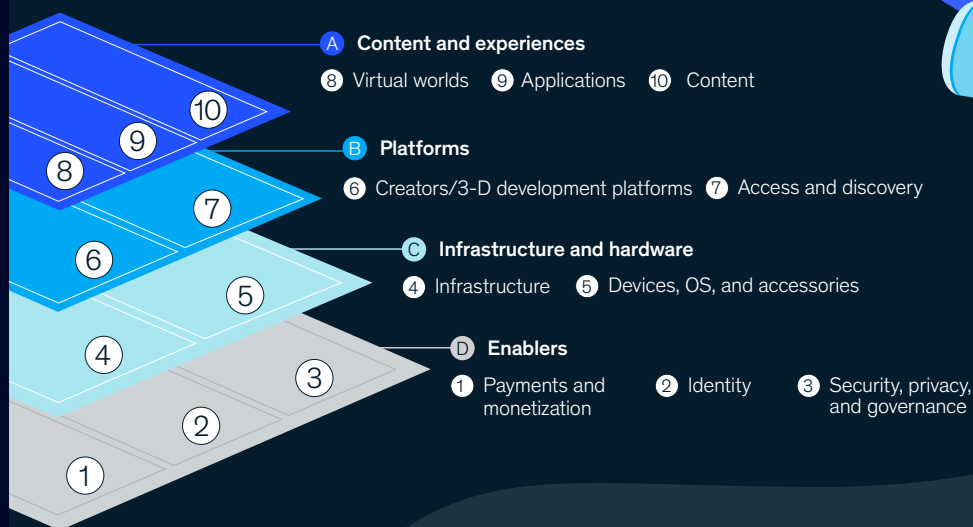 A Content and experiences
8 Virtual worlds 9 Applications 10 Content
10
9
8
B Platforms
6 Creators/3-D development platforms 7 Access and discovery
7
6
C Infrastructure and hardware
4 Infrastructure 5 Devices, OS, and accessories
5
4
D Enablers
3
1 Payments and 2 Identity 3 Security, privacy,
monetization and governance
2
1